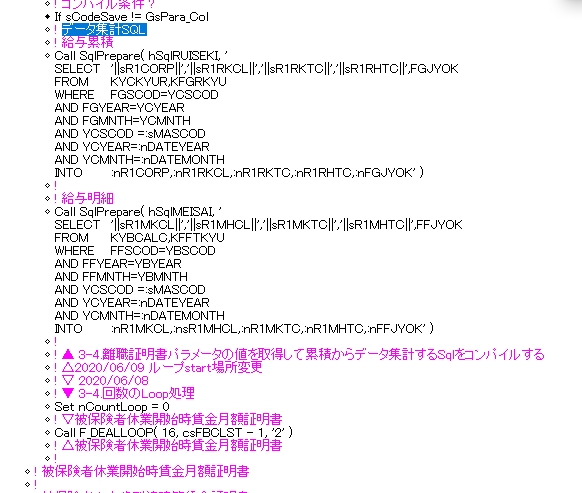 ! コンパイル条件?
If sCodeSave != GsPara_Col
! データ集計SQL
! 給与累積
Call SqlPrepare( hSqlRUISEKI, '
SELECT '||sR1CORP||','||sR1RKCL||','||sR1RKTC||','||sR1RHTC||',FGJYOK
FROM KYCKYUR,KFGRKYU
WHERE FGSCOD=YCSCOD
AND FGYEAR=YCYEAR
AND FGMNTH=YCMNTH
AND YCSCOD =:sMASCOD
AND YCYEAR=:nDATEYEAR
AND YCMNTH=:nDATEMONTH
INTO :nR1CORP,:nR1RKCL,:nR1RKTC,:nR1RHTC,:nFGJYOK' )
!
! 給与明細
Call SqlPrepare( hSqlMEISAI, '
SELECT '||sR1MKCL||','||sR1MHCL||','||sR1MKTC||','||sR1MHTC||',FFJYOK
FROM KYBCALC,KFFTKYU
WHERE FFSCOD=YBSCOD
AND FFYEAR=YBYEAR
AND FFMNTH=YBMNTH
AND YCSCOD =:sMASCOD
AND YCYEAR=:nDATEYEAR
AND YCMNTH=:nDATEMONTH
INTO :nR1MKCL,:nsR1MHCL,:nR1MKTC,:nR1MHTC,:nFFJYOK' )
!
! ▲ 3-4.離職証明書パラメータの値を取得して累積からデータ集計するSqlをコンパイルする
! △2020/06/09 ループstart場所変更
! ▽ 2020/06/08
! ▼ 3-4.回数のLoop処理
Set nCountLoop = 0
! ▽被保険者休業開始時賃金月額証明書
Call F_DEALLOOP( 16, csFBCLST - 1, '2' )
! △被保険者休業開始時賃金月額証明書
!
! 被保険者休業開始時賃金月額証明書
!